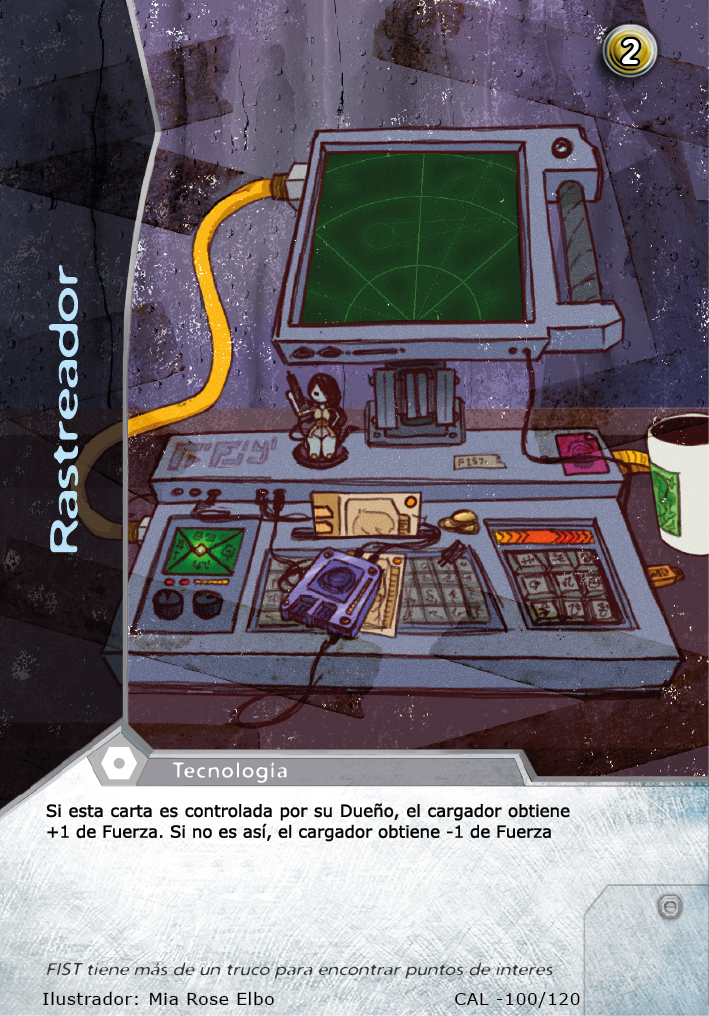 2
Rastreador
FIST.
Tecnología
Si esta carta es controlada por su Dueño, el cargador obtiene
+1 de Fuerza. Si no es así, el cargador obtiene -1 de Fuerza
FIST tiene más de un truco para encontrar puntos de interes
Ilustrador: Mia Rose Elbo
CAL -100/120